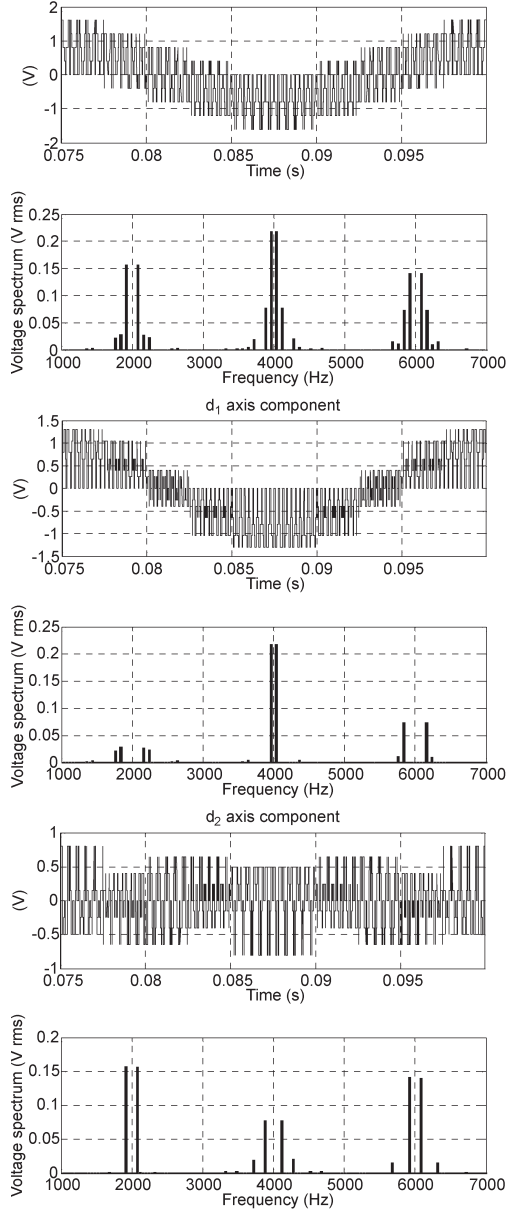 2
1
0
-1
-2
(V)
0.075 0.08 0.085 0.09 0.095
Time (s)
0.25
0.2
0.15
0.1
0.05
0
Voltage spectrum (V rms)
1000 2000 3000 4000 5000 6000 7000
Frequency (Hz)
d1 axis component
1.5
1
0.5
0
-0.5
-1
-1.5
(V)
0.075 0.08 0.085 0.09 0.095
Time (s)
0.25
0.2
0.15
0.1
0.05
0
Voltage spectrum (V rms)
1000 2000 3000 4000 5000 6000 7000
Frequency (Hz)
d2 axis component
1
0.5
0
-0.5
-1
(V)
0.075 0.08 0.085 0.09 0.095
Time (s)
0.2
0.15
0.1
0.05
0
Voltage spectrum (V rms)
1000 2000 3000 4000 5000 6000 7000
Frequency (Hz)